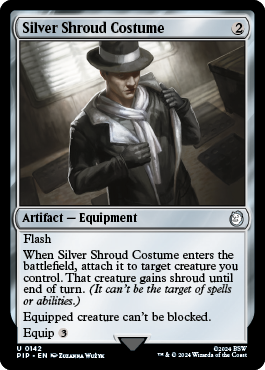 Silver Shroud Costume 2
Artifact — Equipment
Flash
When Silver Shroud Costume enters the
battlefield, attach it to target creature you
control. That creature gains shroud until
end of turn. (It can't be the target of spells
or abilities.)
Equipped creature can't be blocked.
Equip 3
U 0142
PIP • EN Zuzanna Wużyk
©2024 BSW
™ & © 2024 Wizards of the Coast